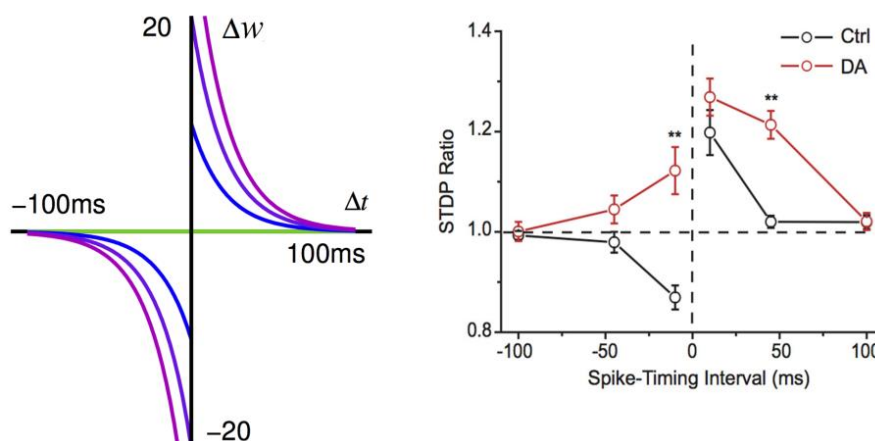 20
Δw
−100ms
Δt
100ms
−20
1.4
1.2
1.0
0.8
STDP Ratio
Ctrl
DA
**
**
-100
-50
0
50
100
Spike-Timing Interval (ms)